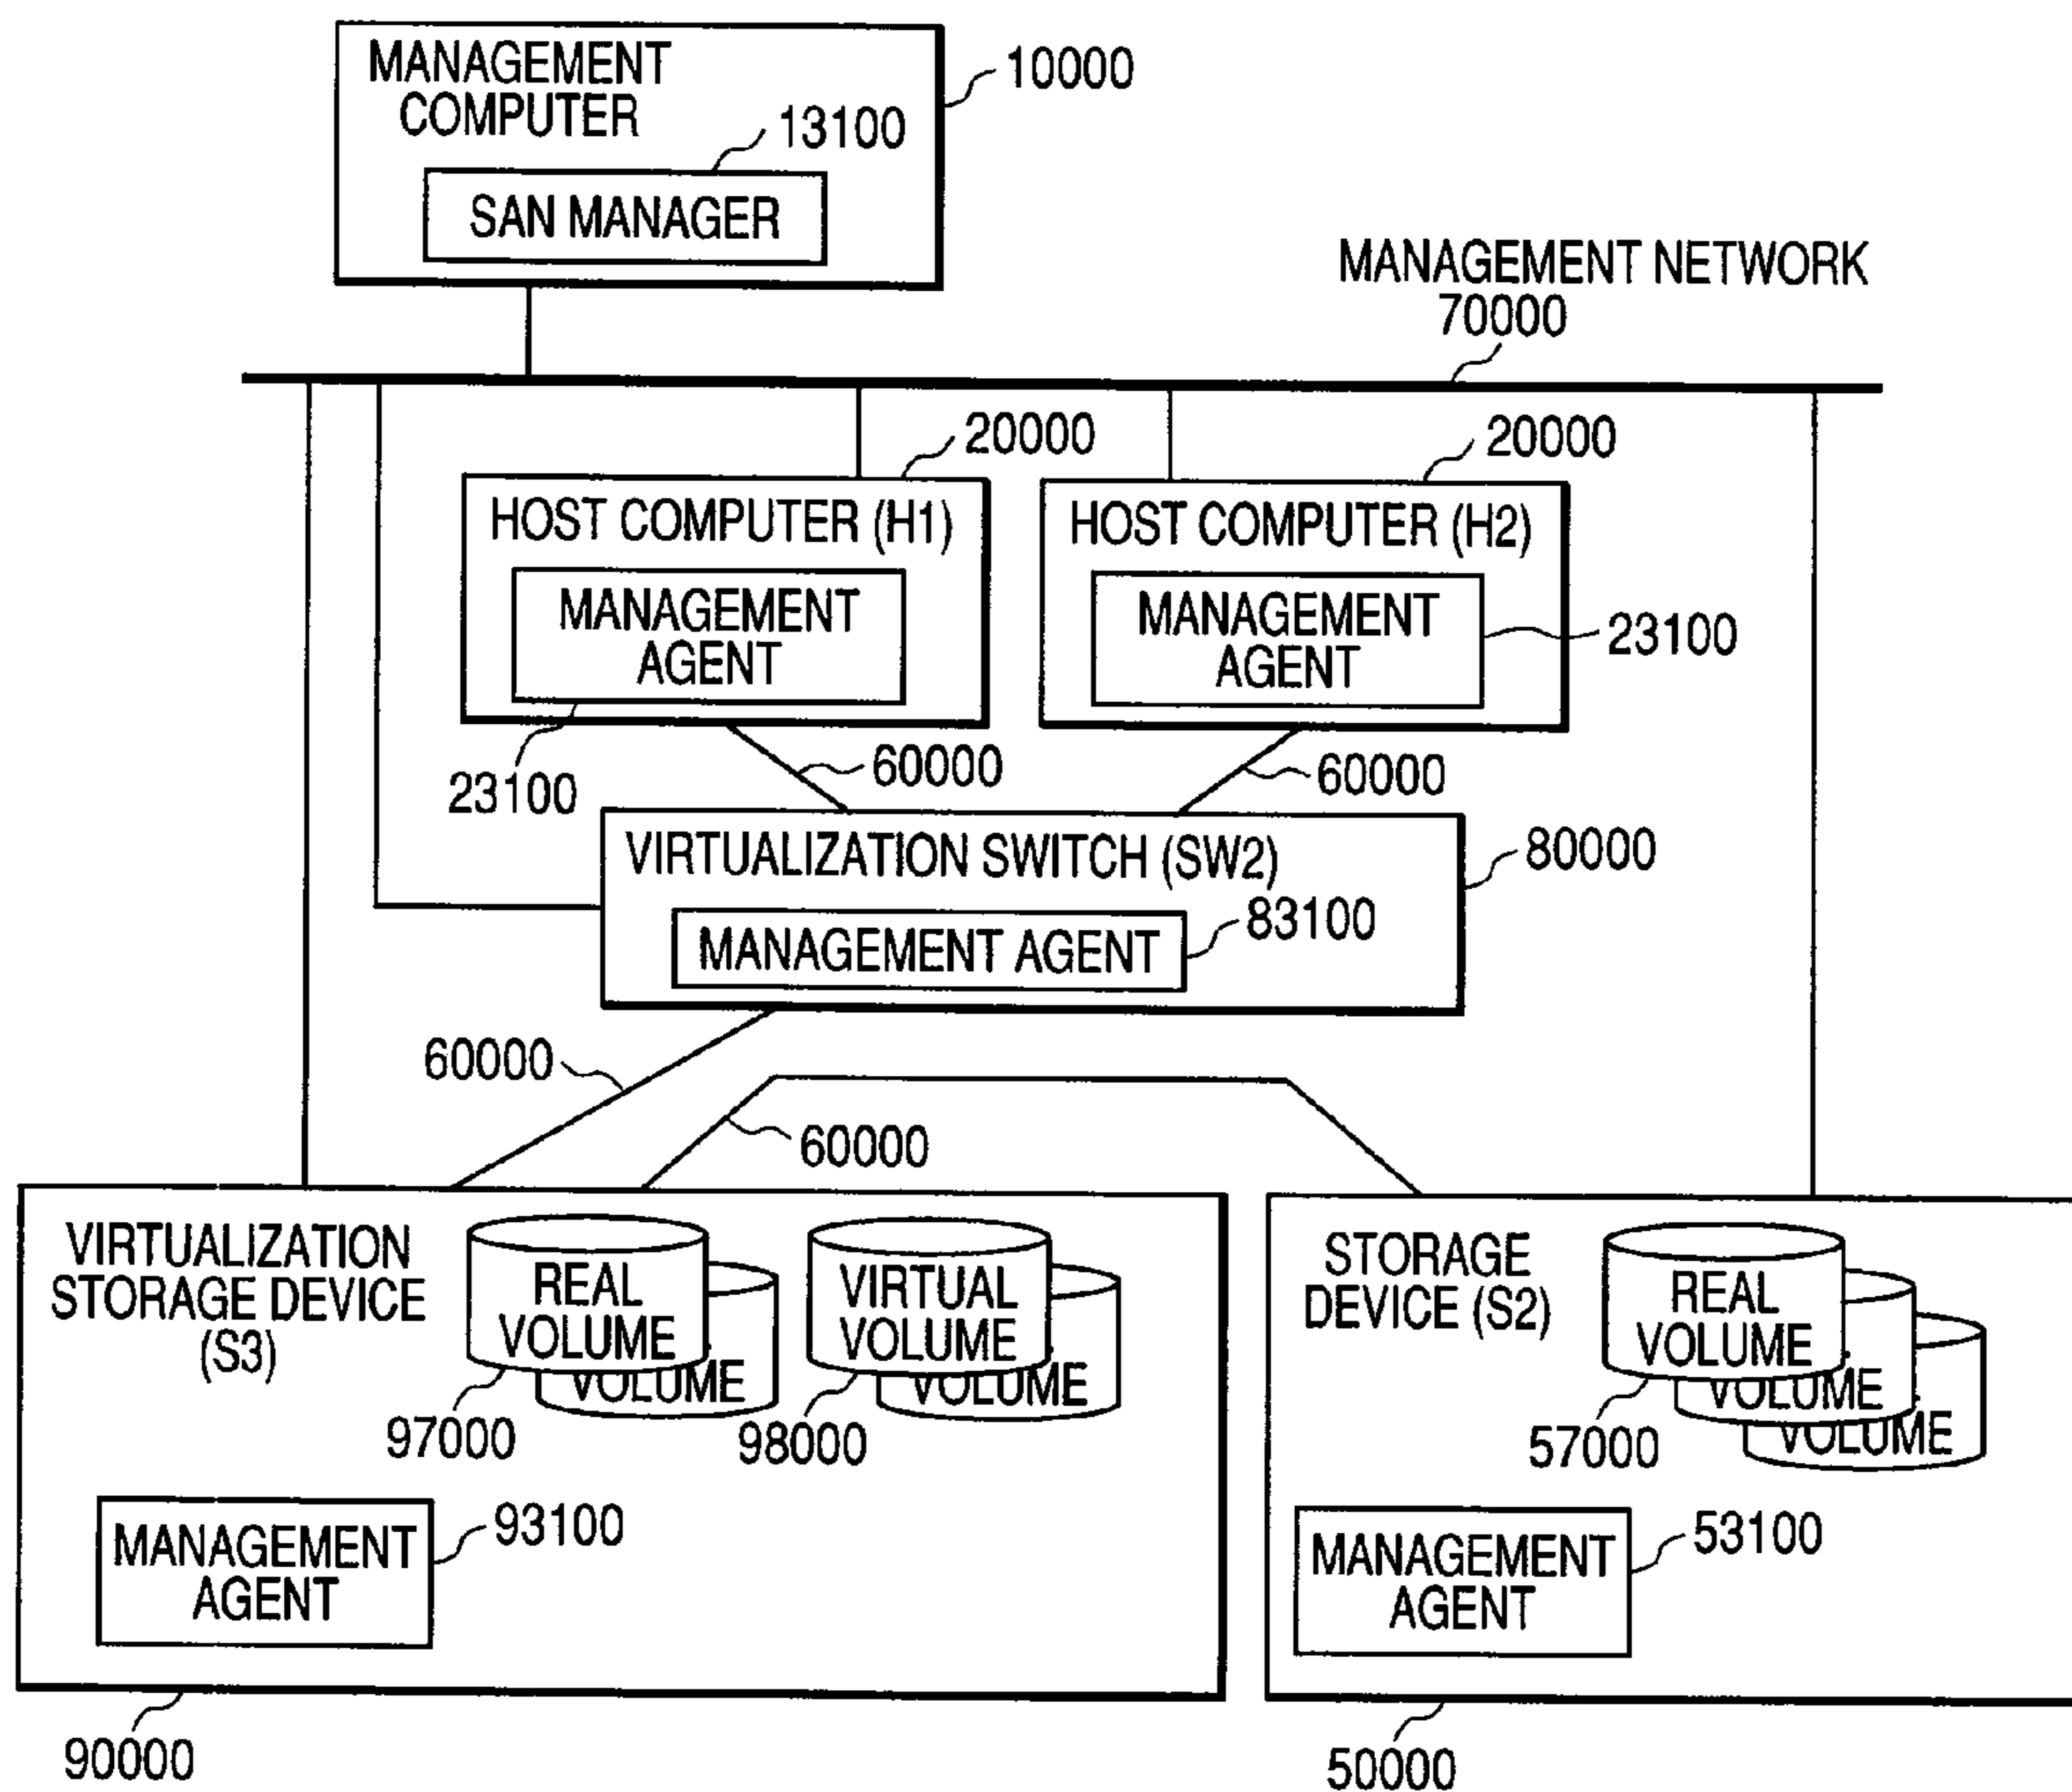 MANAGEMENT
COMPUTER
10000
13100
SAN MANAGER
MANAGEMENT NETWORK
70000
20000
20000
HOST COMPUTER (H1)
HOST COMPUTER (H2)
MANAGEMENT
AGENT
MANAGEMENT
AGENT
23100
23100
60000
60000
VIRTUALIZATION SWITCH (SW2)
80000
83100
MANAGEMENT AGENT
60000
60000
VIRTUALIZATION
STORAGE DEVICE
(S3)
REAL
VOLUME
VOLUME
VIRTUAL
VOLUME
VOLUME
97000
98000
STORAGE
DEVICE (S2)
REAL
VOLUME
VOLUME
VOLUME
57000
MANAGEMENT
AGENT
93100
MANAGEMENT
AGENT
53100
90000
50000